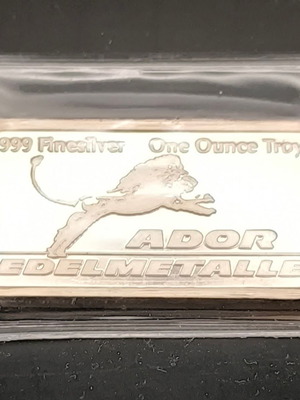 999 Finesilver One Ounce Troy
ADOR
EDELMETALLE